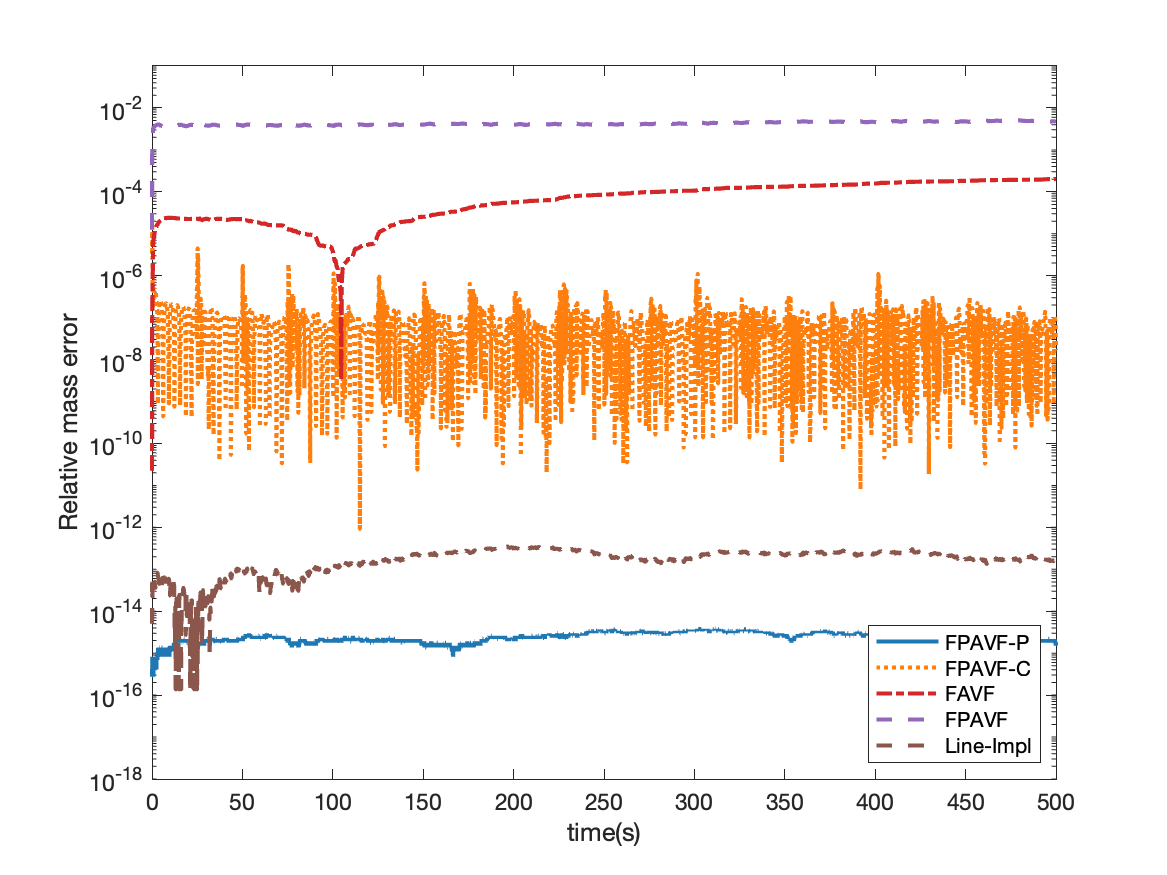 10^-2
10^-4
10^-6
10^-8
10^-10
10^-12
10^-14
10^-16
10^-18
Relative mass error
FPAVF-P
FPAVF-C
FAVF
FPAVF
Line-Impl
0 50 100 150 200 250 300 350 400 450 500
time(s)